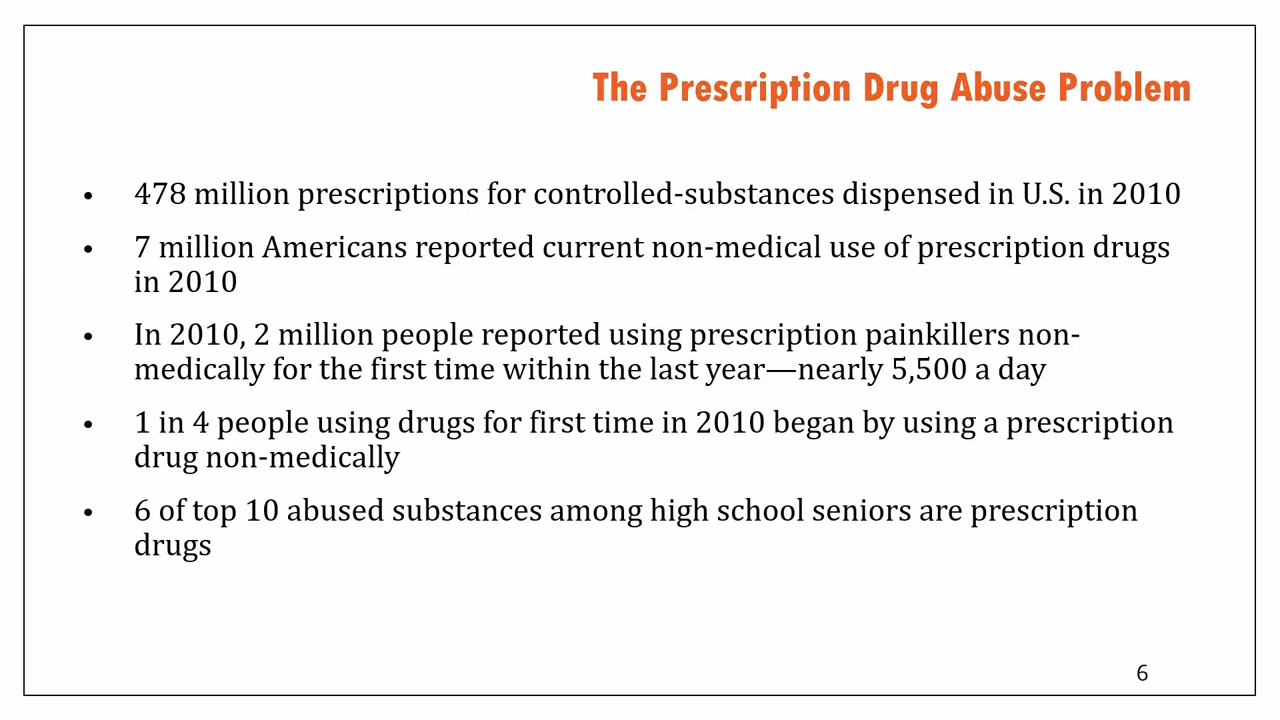 The Prescription Drug Abuse Problem
• 478 million prescriptions for controlled-substances dispensed in U.S. in 2010
• 7 million Americans reported current non-medical use of prescription drugs
in 2010
• In 2010, 2 million people reported using prescription painkillers non-
medically for the first time within the last year—nearly 5,500 a day
• 1 in 4 people using drugs for first time in 2010 began by using a prescription
drug non-medically
• 6 of top 10 abused substances among high school seniors are prescription
drugs
6